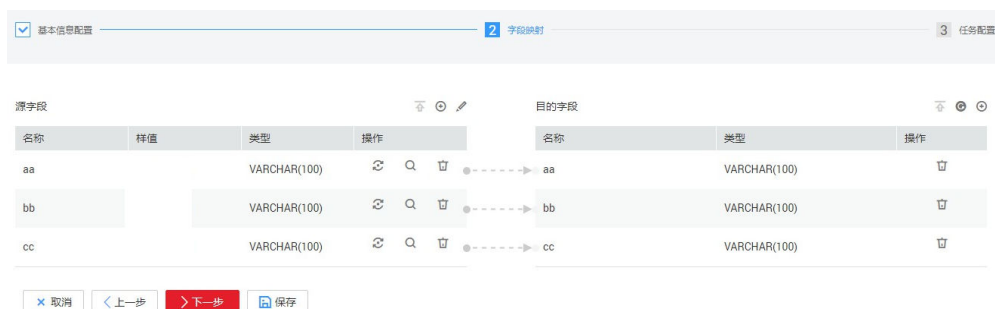 基本信息配置
2 字段映射
3 任务配置
源字段
目的字段
名称 样值 类型 操作
名称 类型 操作
aa VARCHAR(100)
aa VARCHAR(100)
bb VARCHAR(100)
bb VARCHAR(100)
cc VARCHAR(100)
cc VARCHAR(100)
取消 上一步 下一步 保存